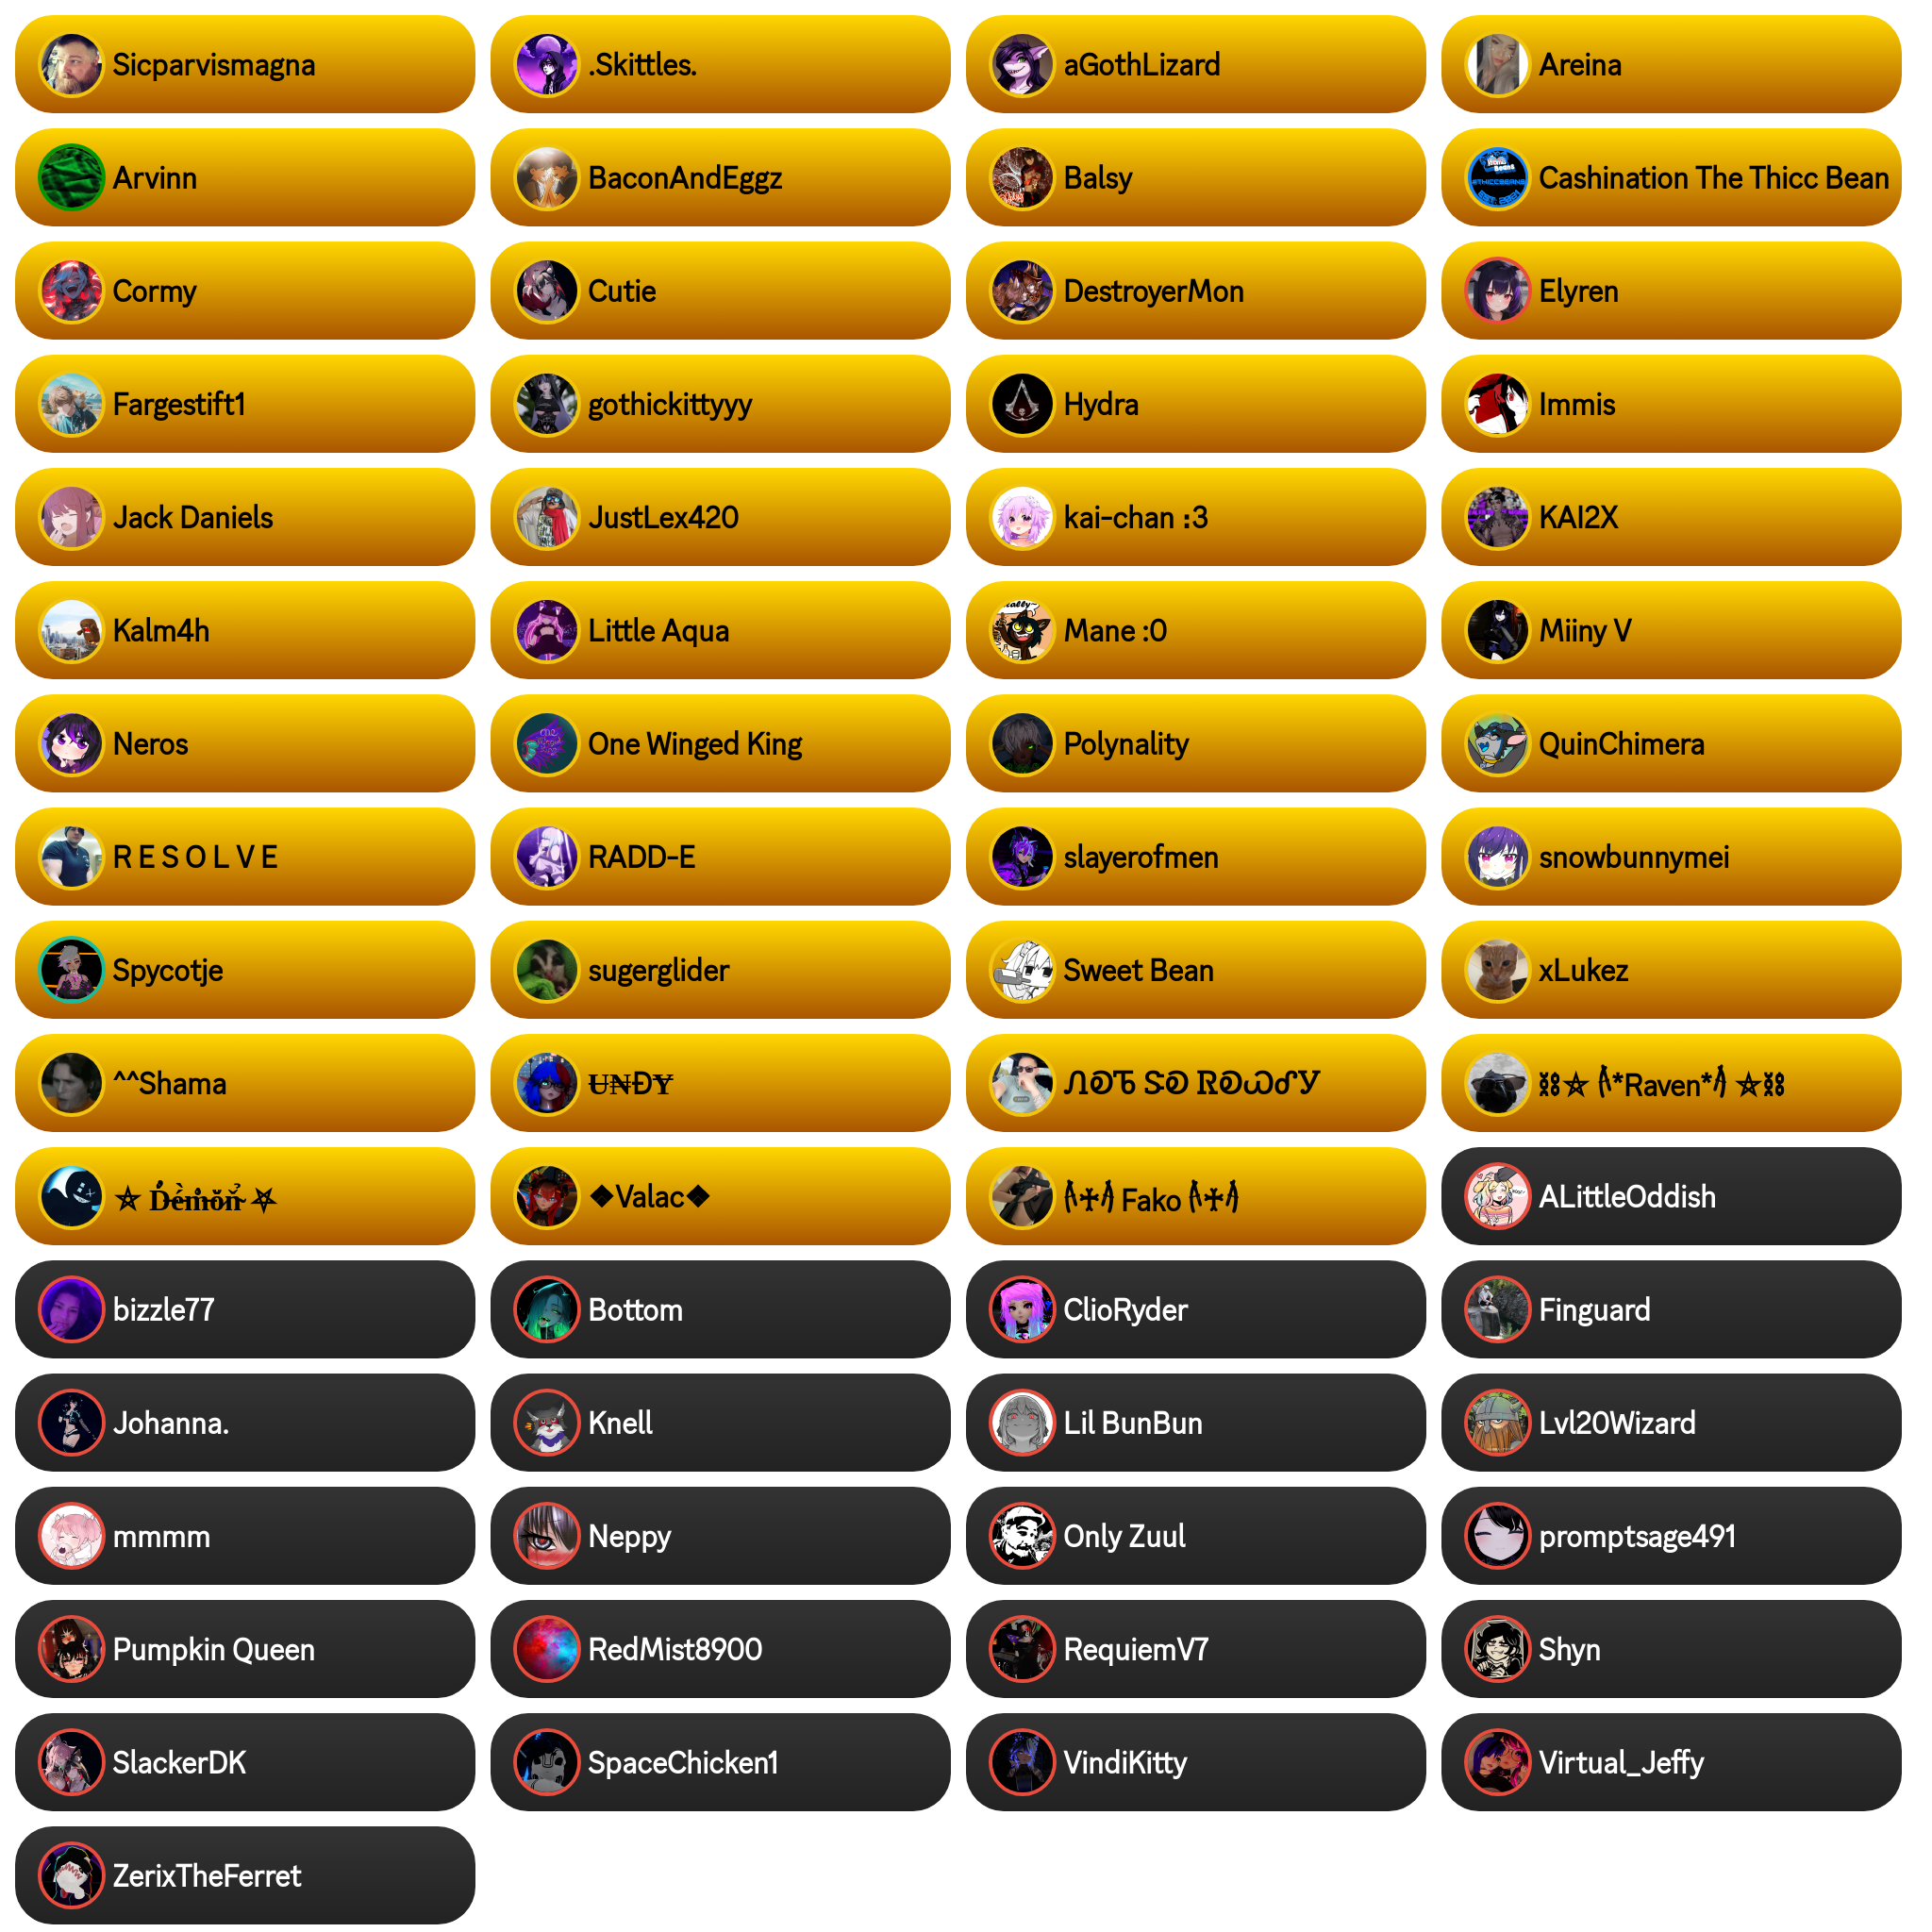 Sicparvismagna
.Skittles.
aGothLizard
Areina
Arvinn
BaconAndEggz
Balsy
Cashination The Thicc Bean
Cormy
Cutie
DestroyerMon
Elyren
Fargestift1
gothickittyyy
Hydra
Immis
Jack Daniels
JustLex420
kai-chan :3
KAI2X
Kalm4h
Little Aqua
Mane :0
Miiny V
Neros
One Winged King
Polynality
QuinChimera
R E S O L V E
RADD-E
slayerofmen
snowbunnymei
Spycotje
sugerglider
Sweet Bean
xLukez
^^Shama
*Raven*
❖Valac❖
Fako
ALittleOddish
bizzle77
Bottom
ClioRyder
Finguard
Johanna.
Knell
Lil BunBun
Lvl20Wizard
mmmm
Neppy
Only Zuul
promptsage491
Pumpkin Queen
RedMist8900
RequiemV7
Shyn
SlackerDK
SpaceChicken1
VindiKitty
Virtual_Jeffy
ZerixTheFerret